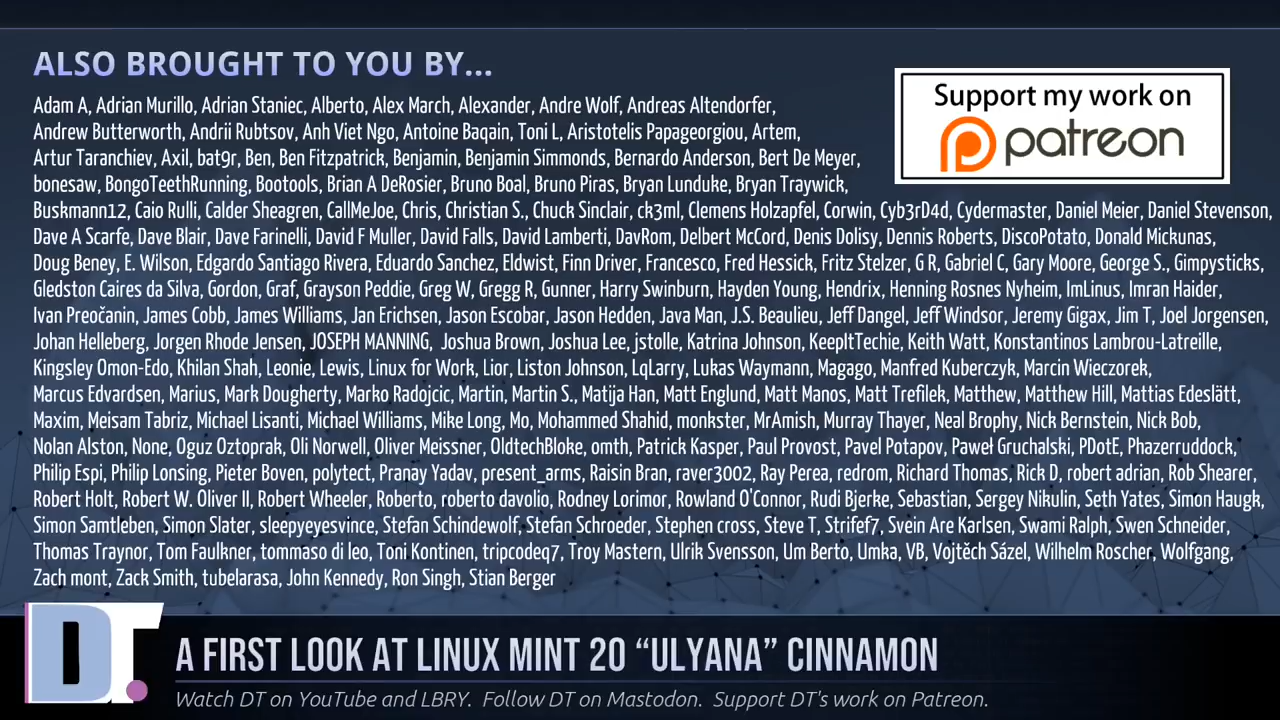 ALSO BROUGHT TO YOU BY...
Support my work on
patreon
Adam A, Adrian Murillo, Adrian Staniec, Alberto, Alex March, Alexander, Andre Wolf, Andreas Altendorfer,
Andrew Butterworth, Andrii Rubtsov, Anh Viet Ngo, Antoine Baqain, Toni L, Aristotelis Papageorgiou, Artem,
Artur Taranchiev, Axil, bat9r, Ben, Ben Fitzpatrick, Benjamin, Benjamin Simmonds, Bernardo Anderson, Bert De Meyer,
bonesaw, BongoTeethRunning, Bootools, Brian A DeRosier, Bruno Boal, Bruno Piras, Bryan Lunduke, Bryan Traywick,
Buskmann12, Caio Rulli, Calder Sheagren, CallMeJoe, Chris, Christian S., Chuck Sinclair, ck3ml, Clemens Holzapfel, Corwin, Cyb3rD4d, Cydermaster, Daniel Meier, Daniel Stevenson,
Dave A Scarfe, Dave Blair, Dave Farinelli, David F Muller, David Falls, David Lamberti, DavRom, Delbert McCord, Denis Dolisy, Dennis Roberts, DiscoPotato, Donald Mickunas,
Doug Beney, E. Wilson, Edgardo Santiago Rivera, Eduardo Sanchez, Eldwist, Finn Driver, Francesco, Fred Hessick, Fritz Stelzer, G R, Gabriel C, Gary Moore, George S., Gimpysticks,
Gledston Caires da Silva, Gordon, Graf, Grayson Peddie, Greg W, Gregg R, Gunner, Harry Swinburn, Hayden Young, Hendrix, Henning Rosnes Nyheim, ImLinus, Imran Haider,
Ivan Preočanin, James Cobb, James Williams, Jan Erichsen, Jason Escobar, Jason Hedden, Java Man, J.S. Beaulieu, Jeff Dangel, Jeff Windsor, Jeremy Gigax, Jim T, Joel Jorgensen,
Johan Helleberg, Jorgen Rhode Jensen, JOSEPH MANNING, Joshua Brown, Joshua Lee, jstolle, Katrina Johnson, KeepItTechie, Keith Watt, Konstantinos Lambrou-Latreille,
Kingsley Omon-Edo, Khilan Shah, Leonie, Lewis, Linux for Work, Lior, Liston Johnson, LqLarry, Lukas Waymann, Magago, Manfred Kuberczyk, Marcin Wieczorek,
Marcus Edvardsen, Marius, Mark Dougherty, Marko Radojcic, Martin, Martin S., Matija Han, Matt Englund, Matt Manos, Matt Trefilek, Matthew, Matthew Hill, Mattias Edeslätt,
Maxim, Meisam Tabriz, Michael Lisanti, Michael Williams, Mike Long, Mo, Mohammed Shahid, monkster, MrAmish, Murray Thayer, Neal Brophy, Nick Bernstein, Nick Bob,
Nolan Alston, None, Oguz Oztoprak, Oli Norwell, Oliver Meissner, OldtechBloke, omth, Patrick Kasper, Paul Provost, Pavel Potapov, Paweł Gruchalski, PDotE, Phazerruddock,
Philip Espi, Philip Lonsing, Pieter Boven, polytect, Pranay Yadav, present_arms, Raisin Bran, raver3002, Ray Perea, redrom, Richard Thomas, Rick D, robert adrian, Rob Shearer,
Robert Holt, Robert W. Oliver II, Robert Wheeler, Roberto, roberto davolio, Rodney Lorimor, Rowland O'Connor, Rudi Bjerke, Sebastian, Sergey Nikulin, Seth Yates, Simon Haugk,
Simon Samtleben, Simon Slater, sleepyeyesvince, Stefan Schindewolf, Stefan Schroeder, Stephen cross, Steve T, Strifef7, Svein Are Karlsen, Swami Ralph, Swen Schneider,
Thomas Traynor, Tom Faulkner, tommaso di leo, Toni Kontinen, tripcodeq7, Troy Mastern, Ulrik Svensson, Um Berto, Umka, VB, Vojtěch Sázel, Wilhelm Roscher, Wolfgang,
Zach mont, Zack Smith, tubelarasa, John Kennedy, Ron Singh, Stian Berger
DT.
A FIRST LOOK AT LINUX MINT 20 “ULYANA” CINNAMON
Watch DT on YouTube and LBRY. Follow DT on Mastodon. Support DT's work on Patreon.